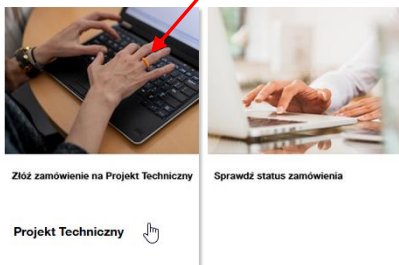 Złóż zamówienie na Projekt Techniczny
Sprawdź status zamówienia
Projekt Techniczny